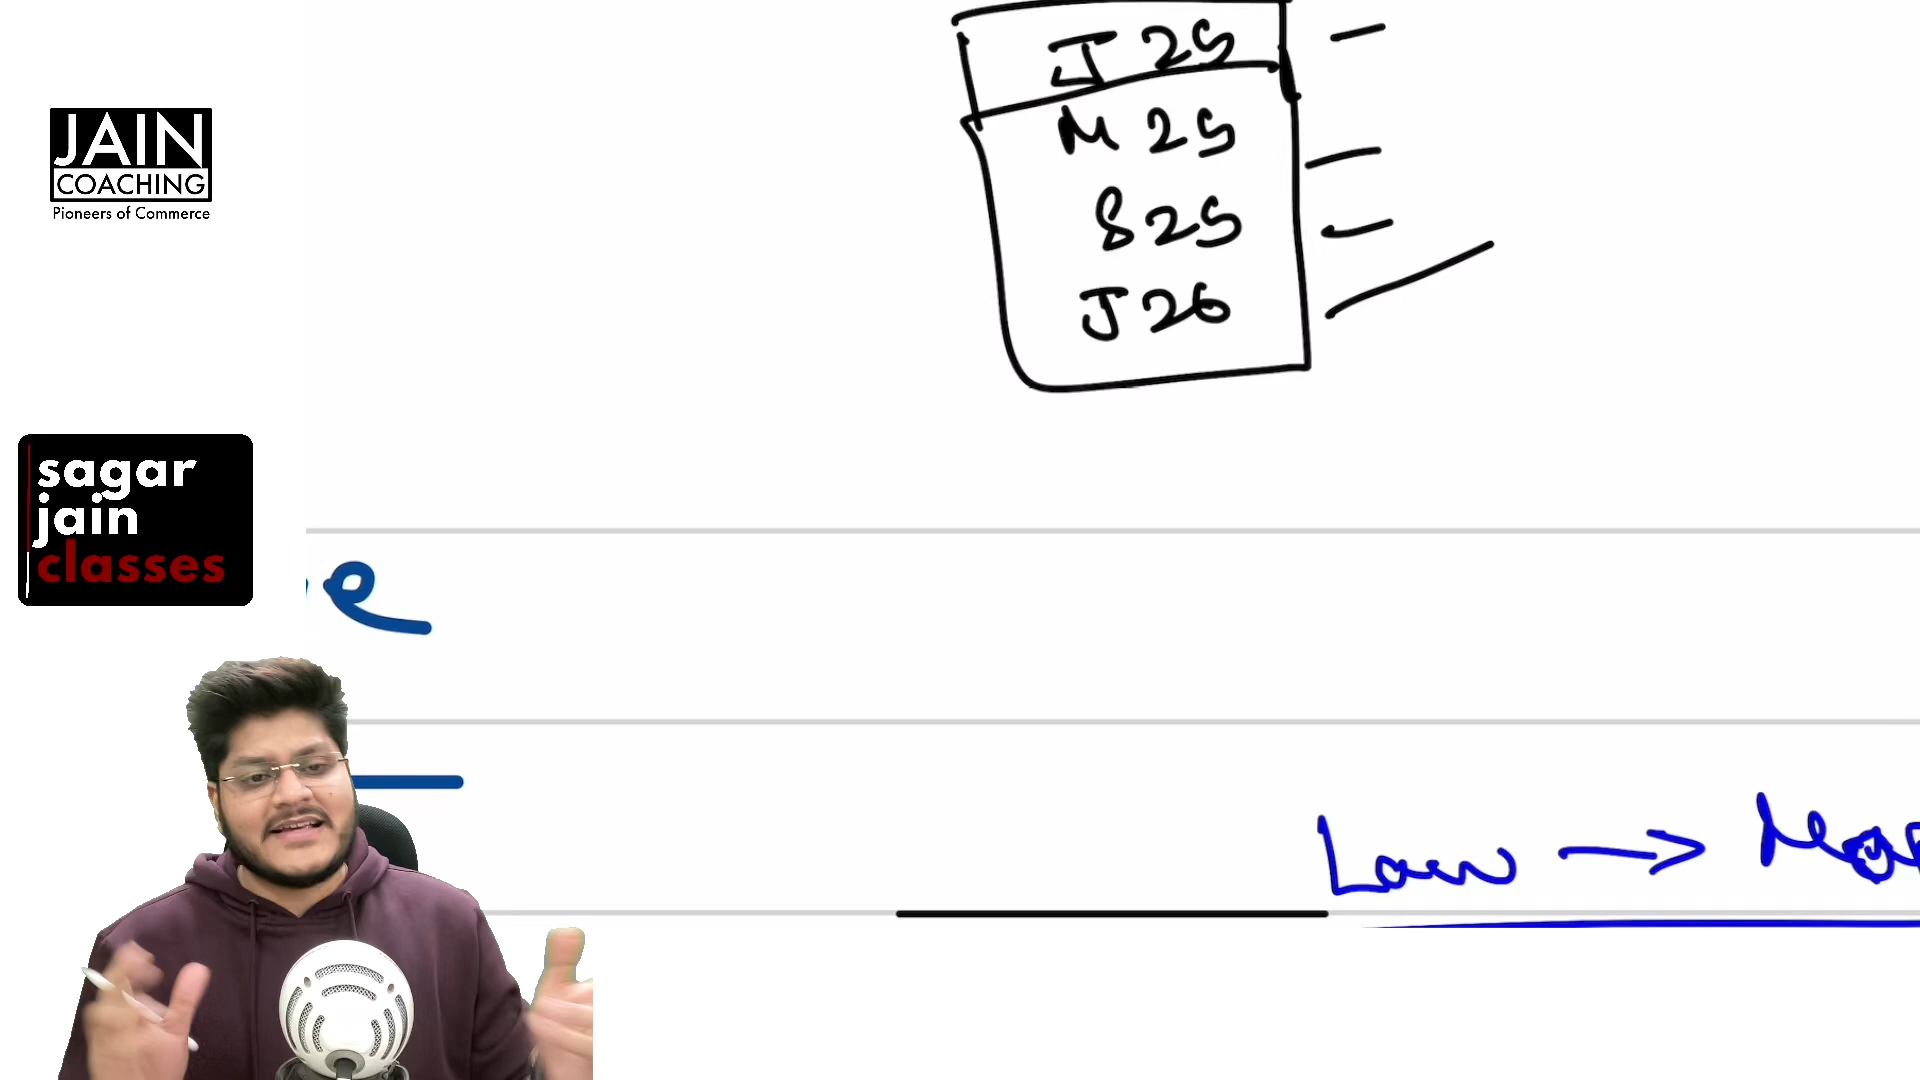 J 25
M 25
S 25
J 26
JAIN
COACHING
Pioneers of Commerce
sagar
jain
classes
Law →